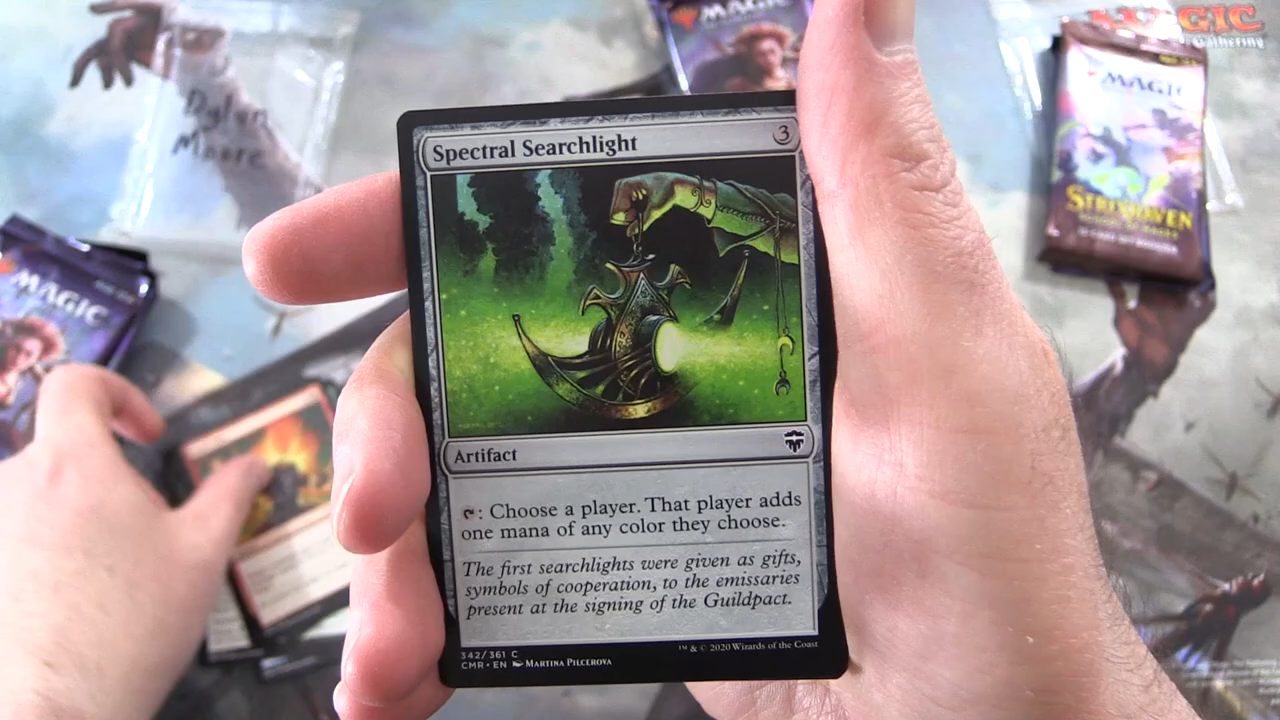 Dylan
Moore
MAGIC
MAGIC
Gathering
MAGIC
STRIXHAVEN
MAGIC
Spectral Searchlight
3
Artifact
: Choose a player. That player adds
one mana of any color they choose.
The first searchlights were given as gifts,
symbols of cooperation, to the emissaries
present at the signing of the Guildpact.
342/361 C
CMR • EN Martina Pilcerova
™ & © 2020 Wizards of the Coast